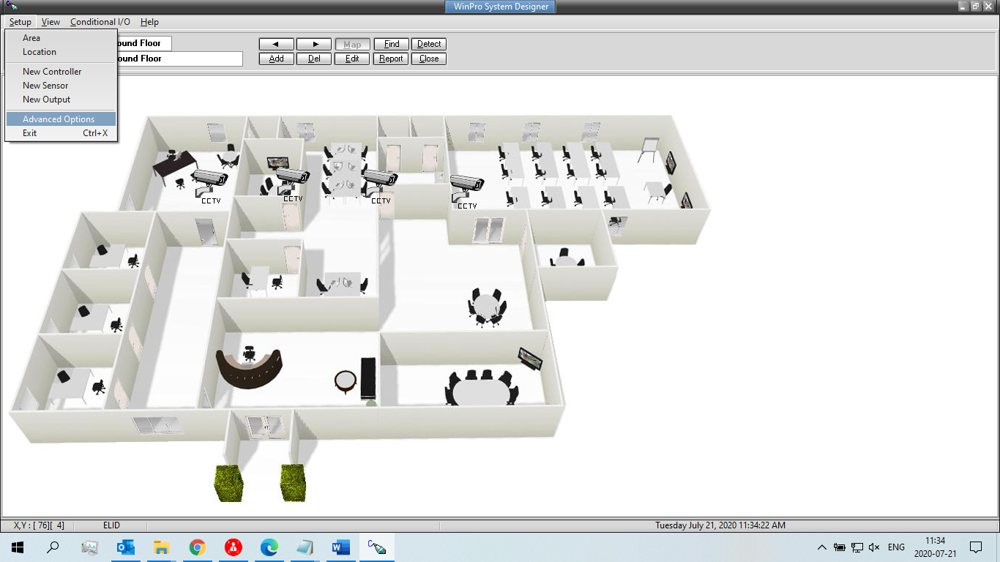 WinPro System Designer
Setup View Conditional I/O Help
Area
Location
New Controller
New Sensor
New Output
Advanced Options
Exit Ctrl+X
ound Floor
ound Floor
Map Find Detect
Add Del Edit Report Close
CCTV CCTV CCTV CCTV
X,Y : [ 76][ 4] ELID Tuesday July 21, 2020 11:34:22 AM
ENG 11:34
2020-07-21